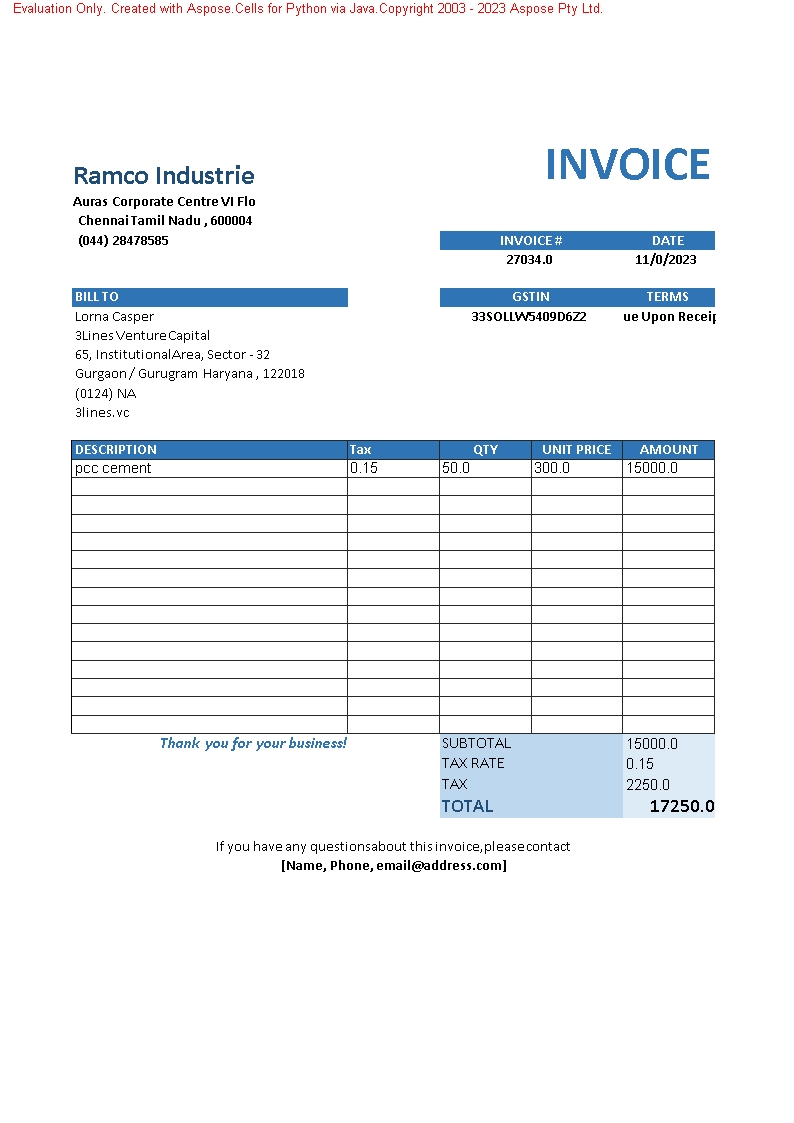 Evaluation Only. Created with Aspose.Cells for Python via Java.Copyright 2003 - 2023 Aspose Pty Ltd.
INVOICE
Ramco Industrie
Auras Corporate Centre VI Flo
Chennai Tamil Nadu , 600004
(044) 28478585
INVOICE # DATE
27034.0 11/0/2023
BILL TO GSTIN TERMS
Lorna Casper 33SOLLW5409D6Z2 ue Upon Receip
3Lines Venture Capital
65, Institutional Area, Sector - 32
Gurgaon / Gurugram Haryana , 122018
(0124) NA
3lines.vc
DESCRIPTION Tax QTY UNIT PRICE AMOUNT
pcc cement 0.15 50.0 300.0 15000.0
Thank you for your business! SUBTOTAL 15000.0
TAX RATE 0.15
TAX 2250.0
TOTAL 17250.0
If you have any questions about this invoice, please contact
[Name, Phone, email@address.com]